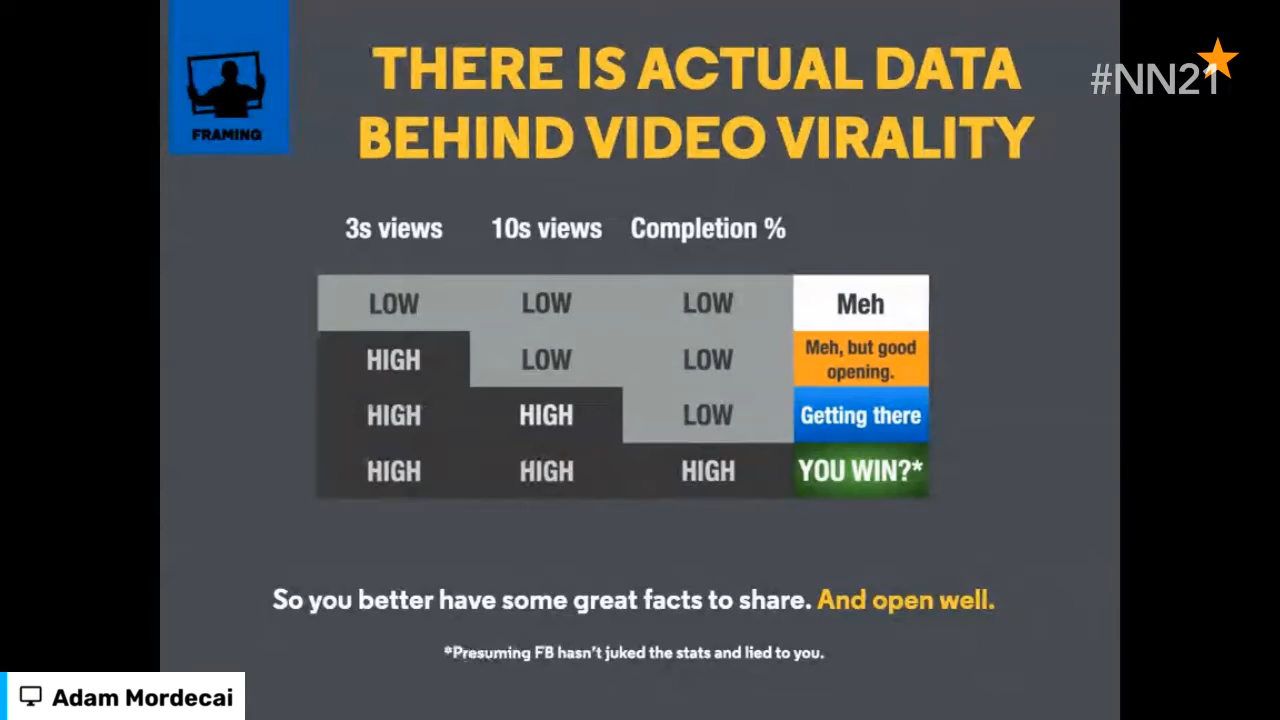 FRAMING
THERE IS ACTUAL DATA
BEHIND VIDEO VIRALITY
#NN21
3s views 10s views Completion %
LOW LOW LOW Meh
HIGH LOW LOW Meh, but good
opening.
HIGH HIGH LOW Getting there
HIGH HIGH HIGH YOU WIN?*
So you better have some great facts to share. And open well.
*Presuming FB hasn't juked the stats and lied to you.
Adam Mordecai